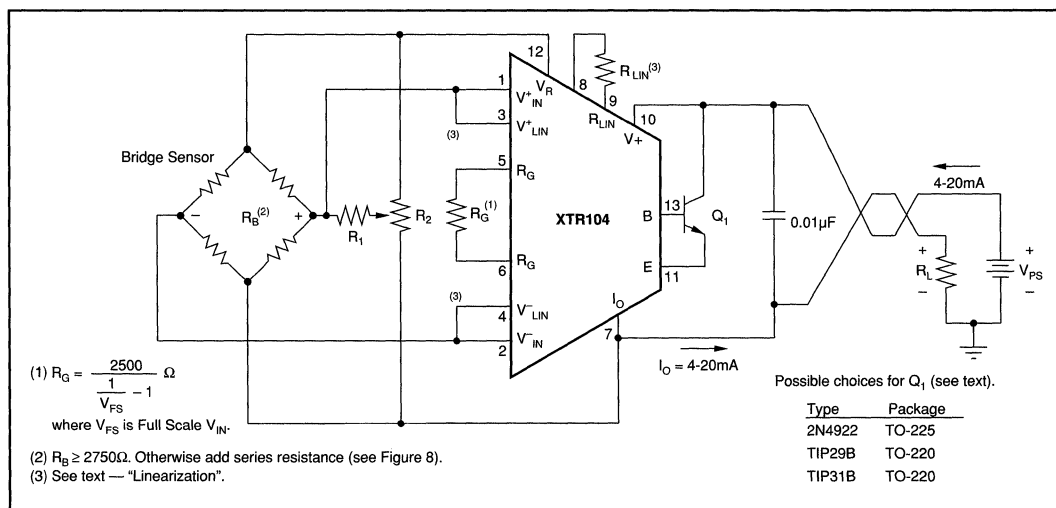 12
V_R
8
R_LIN^(3)
9
R_LIN
10
V+
1
V^+_IN
3
V^+_LIN
(3)
Bridge Sensor
–
R_B^(2)
+
R_1
R_2
5
R_G
R_G^(1)
6
R_G
XTR104
B
13
Q_1
E
11
0.01µF
4-20mA
+
R_L
–
+
V_PS
–
(3)
4
V^–_LIN
2
V^–_IN
I_O
7
I_O = 4-20mA
(1) R_G = 2500 / (1/V_FS – 1) Ω
where V_FS is Full Scale V_IN.
(2) R_B ≥ 2750Ω. Otherwise add series resistance (see Figure 8).
(3) See text — “Linearization”.
Possible choices for Q_1 (see text).
Type Package
2N4922 TO-225
TIP29B TO-220
TIP31B TO-220